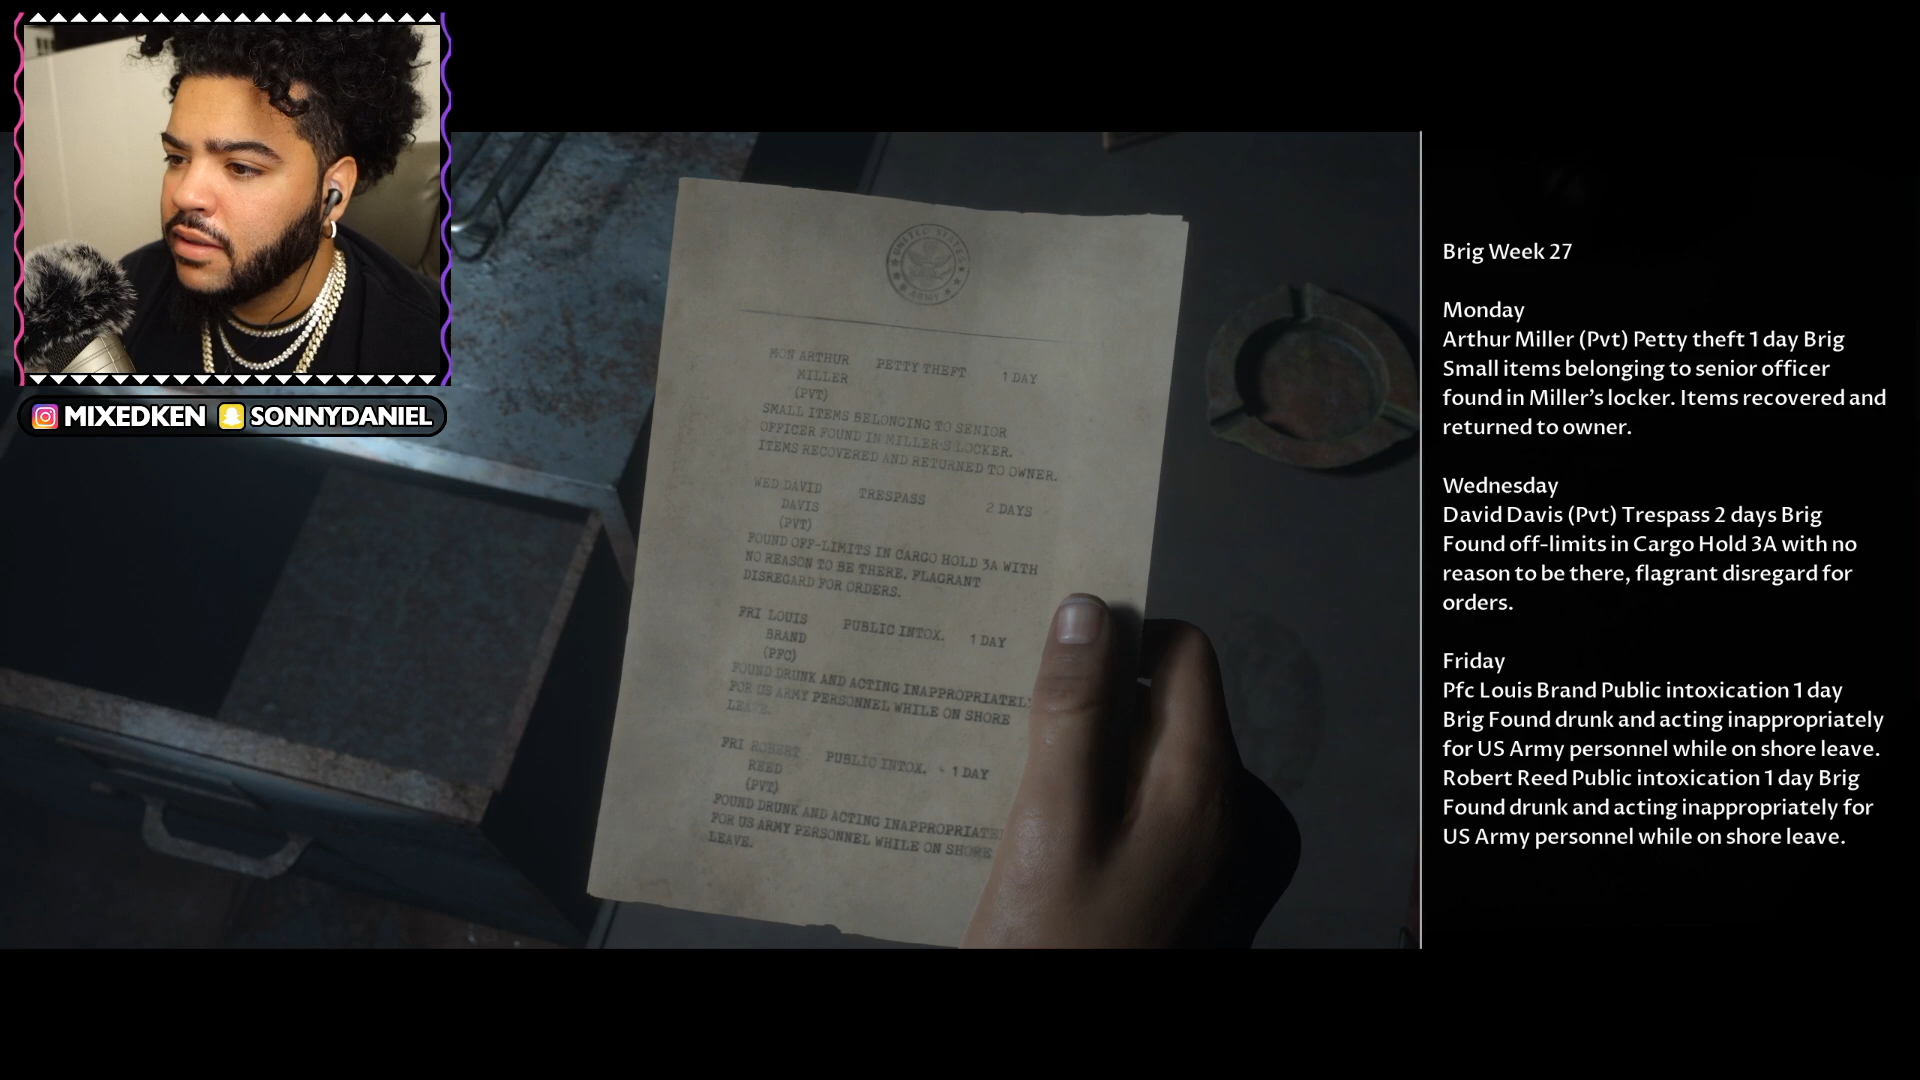 MIXEDKEN SONNYDANIEL
UNITED STATES
ARMY
MON ARTHUR PETTY THEFT 1 DAY
MILLER
(PVT)
SMALL ITEMS BELONGING TO SENIOR
OFFICER FOUND IN MILLER'S LOCKER.
ITEMS RECOVERED AND RETURNED TO OWNER.
WED DAVID TRESPASS 2 DAYS
DAVIS
(PVT)
FOUND OFF-LIMITS IN CARGO HOLD 3A WITH
NO REASON TO BE THERE, FLAGRANT
DISREGARD FOR ORDERS.
FRI LOUIS PUBLIC INTOX. 1 DAY
BRAND
(PFC)
FOUND DRUNK AND ACTING INAPPROPRIATELY
FOR US ARMY PERSONNEL WHILE ON SHORE
LEAVE.
FRI ROBERT PUBLIC INTOX. - 1 DAY
REED
(PVT)
FOUND DRUNK AND ACTING
FOR US ARMY PERSONNEL WHILE ON SHORE
LEAVE.
Brig Week 27
Monday
Arthur Miller (Pvt) Petty theft 1 day Brig
Small items belonging to senior officer
found in Miller's locker. Items recovered and
returned to owner.
Wednesday
David Davis (Pvt) Trespass 2 days Brig
Found off-limits in Cargo Hold 3A with no
reason to be there, flagrant disregard for
orders.
Friday
Pfc Louis Brand Public intoxication 1 day
Brig Found drunk and acting inappropriately
for US Army personnel while on shore leave.
Robert Reed Public intoxication 1 day Brig
Found drunk and acting inappropriately for
US Army personnel while on shore leave.